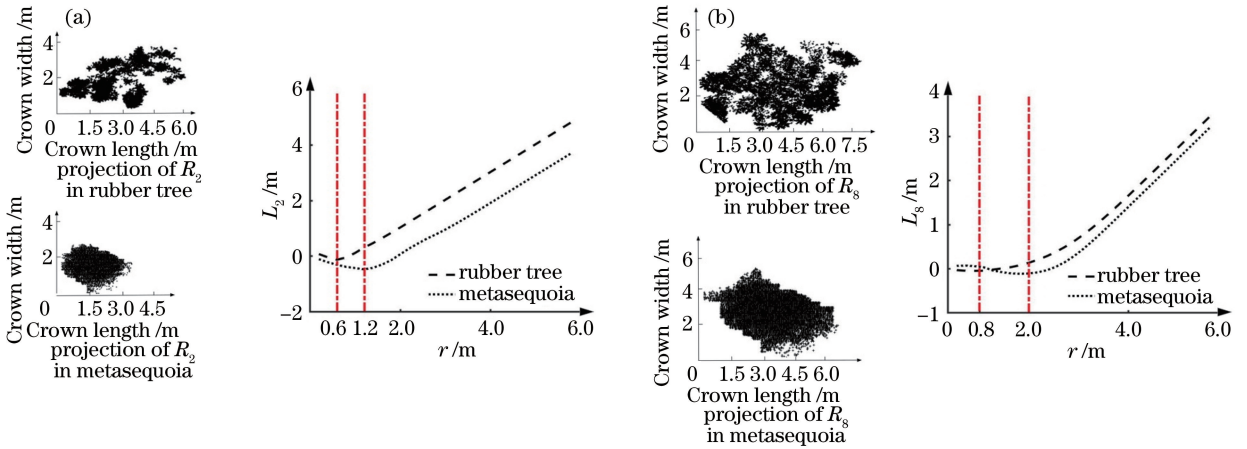 (a)
Crown width /m
4
2
0 1.5 3.0 4.5 6.0
Crown length /m
projection of R₂
in rubber tree
Crown width /m
4
2
0 1.5 3.0 4.5
Crown length /m
projection of R₂
in metasequoia
L₂/m
6
4
2
0
−2
0.6 1.2 2.0 4.0 6.0
r /m
rubber tree
metasequoia
(b)
Crown width /m
6
4
2
0 1.5 3.0 4.5 6.0 7.5
Crown length /m
projection of R₈
in rubber tree
Crown width /m
6
4
2
0 1.5 3.0 4.5 6.0
Crown length /m
projection of R₈
in metasequoia
L₈/m
4
3
2
1
0
−1
0 0.8 2.0 4.0 6.0
r /m
rubber tree
metasequoia